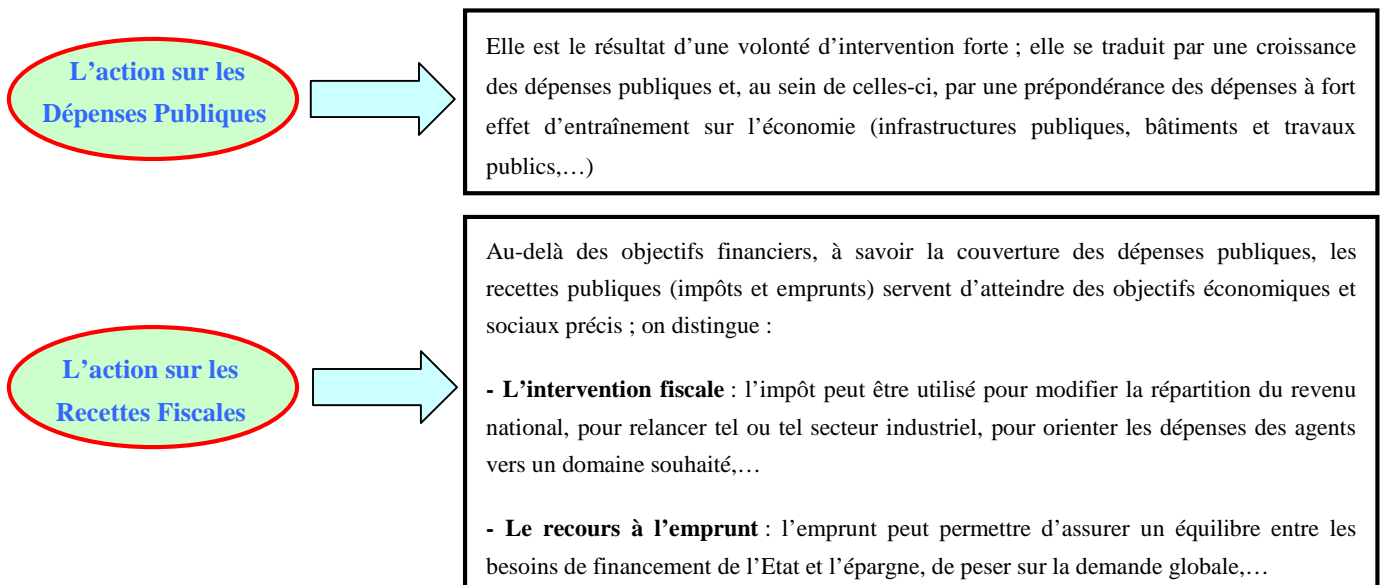 L’action sur les
Dépenses Publiques
Elle est le résultat d’une volonté d’intervention forte ; elle se traduit par une croissance
des dépenses publiques et, au sein de celles-ci, par une prépondérance des dépenses à fort
effet d’entraînement sur l’économie (infrastructures publiques, bâtiments et travaux
publics,…)
L’action sur les
Recettes Fiscales
Au-delà des objectifs financiers, à savoir la couverture des dépenses publiques, les
recettes publiques (impôts et emprunts) servent d’atteindre des objectifs économiques et
sociaux précis ; on distingue :
- L’intervention fiscale : l’impôt peut être utilisé pour modifier la répartition du revenu
national, pour relancer tel ou tel secteur industriel, pour orienter les dépenses des agents
vers un domaine souhaité,…
- Le recours à l’emprunt : l’emprunt peut permettre d’assurer un équilibre entre les
besoins de financement de l’Etat et l’épargne, de peser sur la demande globale,…